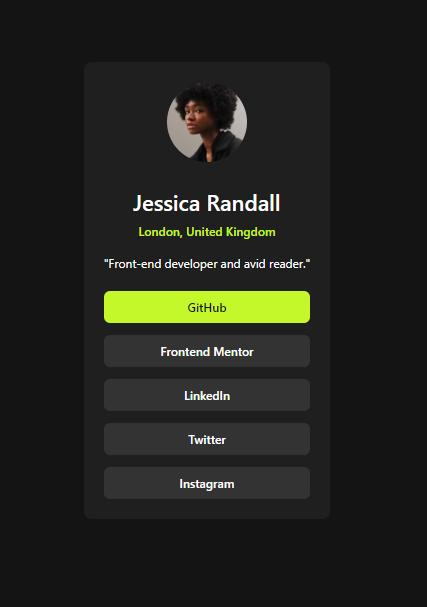 Jessica Randall
London, United Kingdom
"Front-end developer and avid reader."
GitHub
Frontend Mentor
LinkedIn
Twitter
Instagram